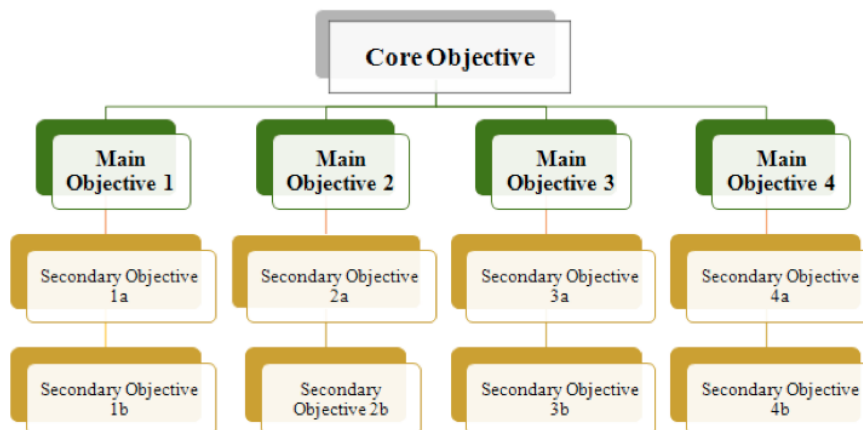 Core Objective
Main
Objective 1
Main
Objective 2
Main
Objective 3
Main
Objective 4
Secondary Objective
1a
Secondary Objective
2a
Secondary Objective
3a
Secondary Objective
4a
Secondary Objective
1b
Secondary
Objective 2b
Secondary Objective
3b
Secondary Objective
4b